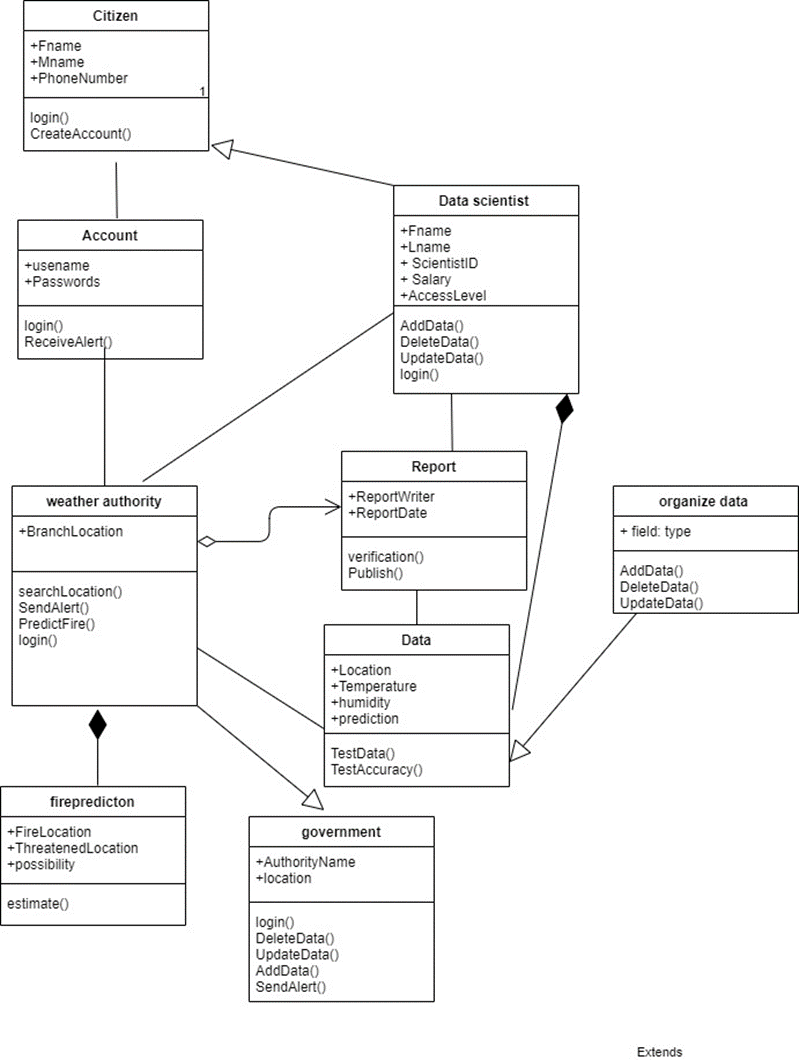 Citizen
+Fname
+Mname
+PhoneNumber
1
login()
CreateAccount()
Data scientist
+Fname
+Lname
+ ScientistID
+ Salary
+AccessLevel
AddData()
DeleteData()
UpdateData()
login()
Account
+usename
+Passwords
login()
ReceiveAlert()
Report
+ReportWriter
+ReportDate
verification()
Publish()
weather authority
+BranchLocation
searchLocation()
SendAlert()
PredictFire()
login()
organize data
+ field: type
AddData()
DeleteData()
UpdateData()
Data
+Location
+Temperature
+humidity
+prediction
TestData()
TestAccuracy()
firepredicton
+FireLocation
+ThreatenedLocation
+possibility
estimate()
government
+AuthorityName
+location
login()
DeleteData()
UpdateData()
AddData()
SendAlert()
Extends